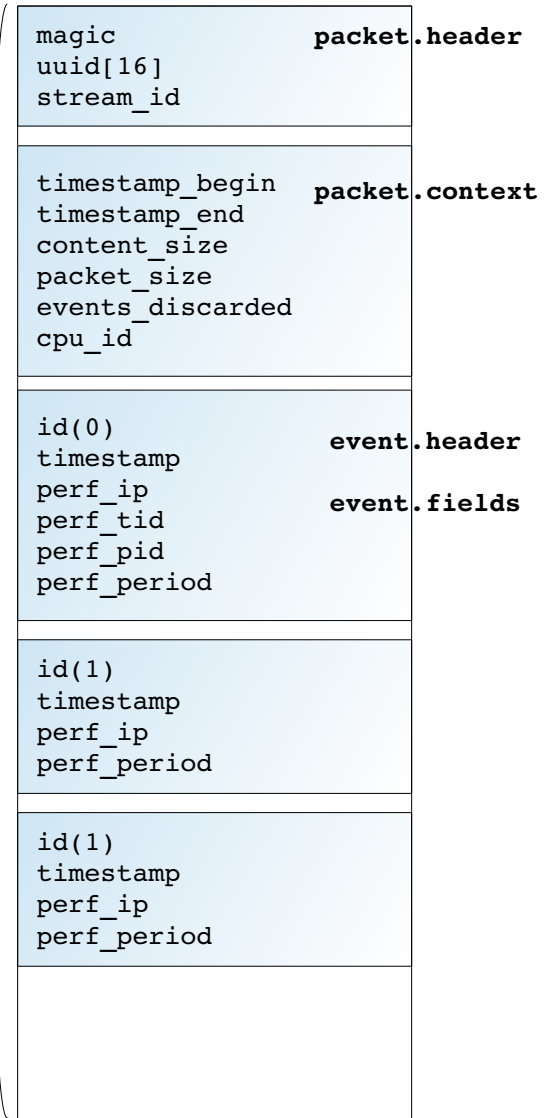 magic packet.header
uuid[16]
stream_id
timestamp_begin packet.context
timestamp_end
content_size
packet_size
events_discarded
cpu_id
id(0) event.header
timestamp
perf_ip event.fields
perf_tid
perf_pid
perf_period
id(1)
timestamp
perf_ip
perf_period
id(1)
timestamp
perf_ip
perf_period